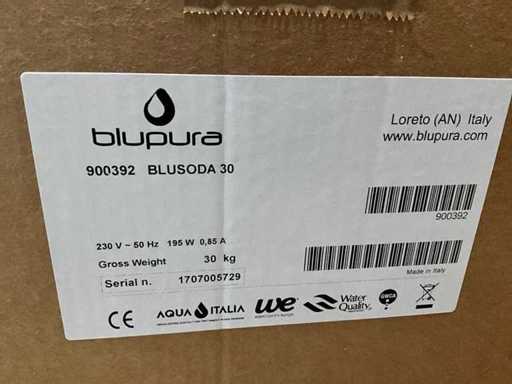 blupura
Loreto (AN) Italy
www.blupura.com
900392 BLUSODA 30
900392
230 V ~ 50 Hz 195 W 0,85 A
Gross Weight 30 kg
Made in Italy
Serial n. 1707005729
CE AQUA ITALIA we Water Quality GWCA